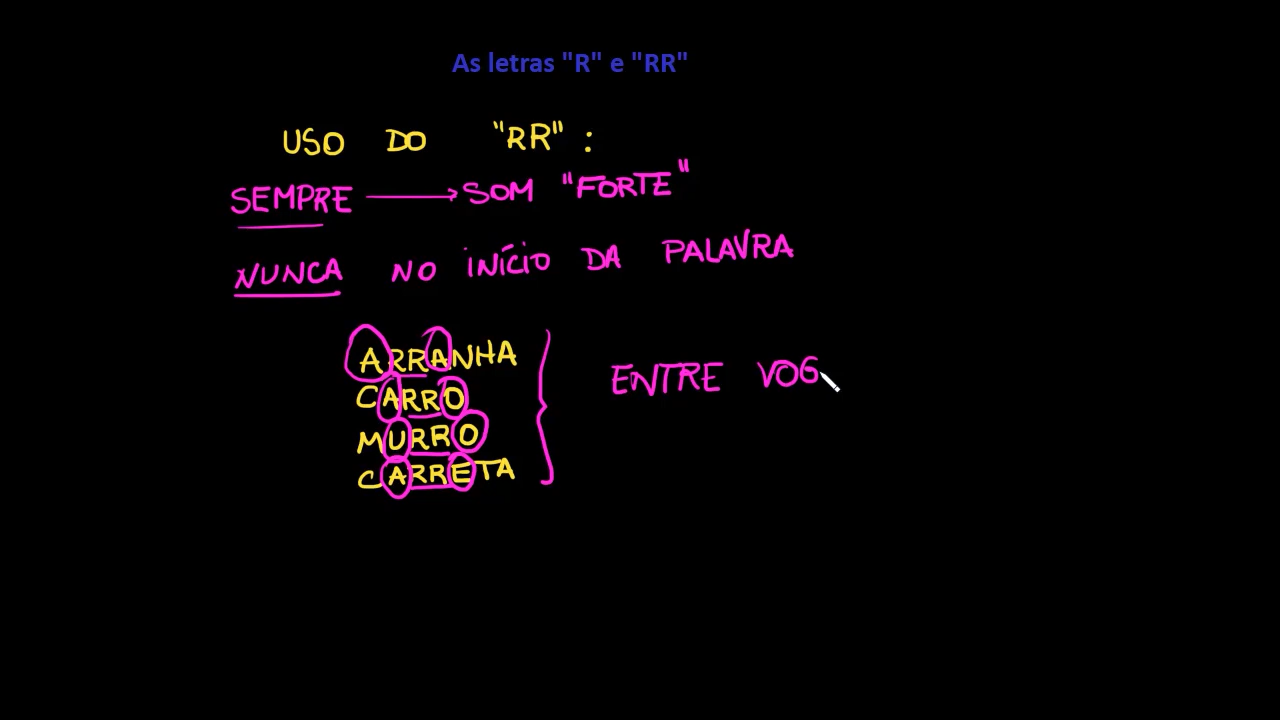 As letras "R" e "RR"
USO DO "RR" :
SEMPRE → SOM "FORTE"
NUNCA NO INÍCIO DA PALAVRA
ARRANHA
CARRO
MURRO
CARRETA
ENTRE VOG